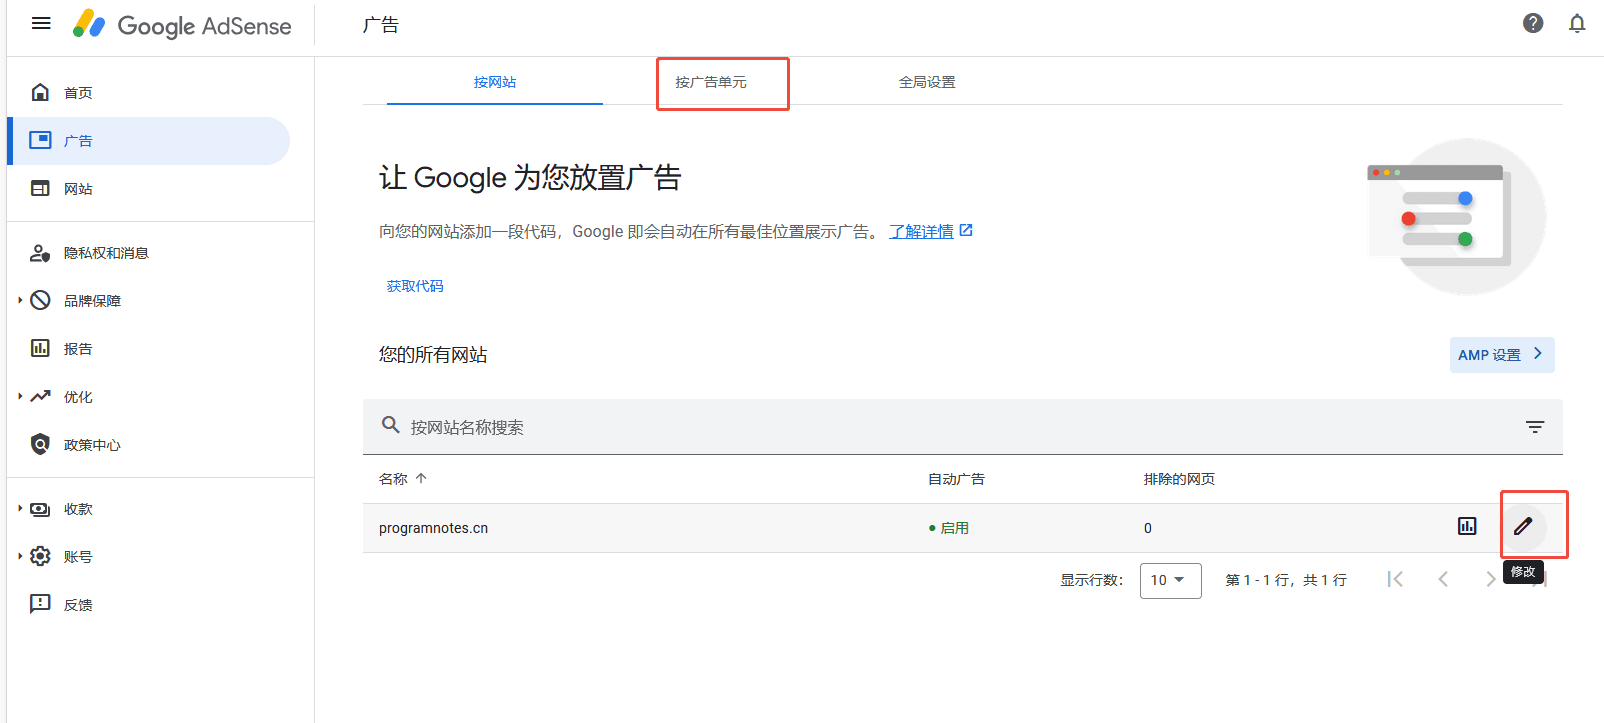 Google AdSense
广告
首页
广告
网站
隐私权和消息
品牌保障
报告
优化
政策中心
收款
账号
反馈
按网站 按广告单元 全局设置
让 Google 为您放置广告
向您的网站添加一段代码，Google 即会自动在所有最佳位置展示广告。 了解详情
获取代码
您的所有网站
AMP 设置
按网站名称搜索
名称 自动广告 排除的网页
programnotes.cn 启用 0
修改
显示行数： 10 第 1 - 1 行，共 1 行